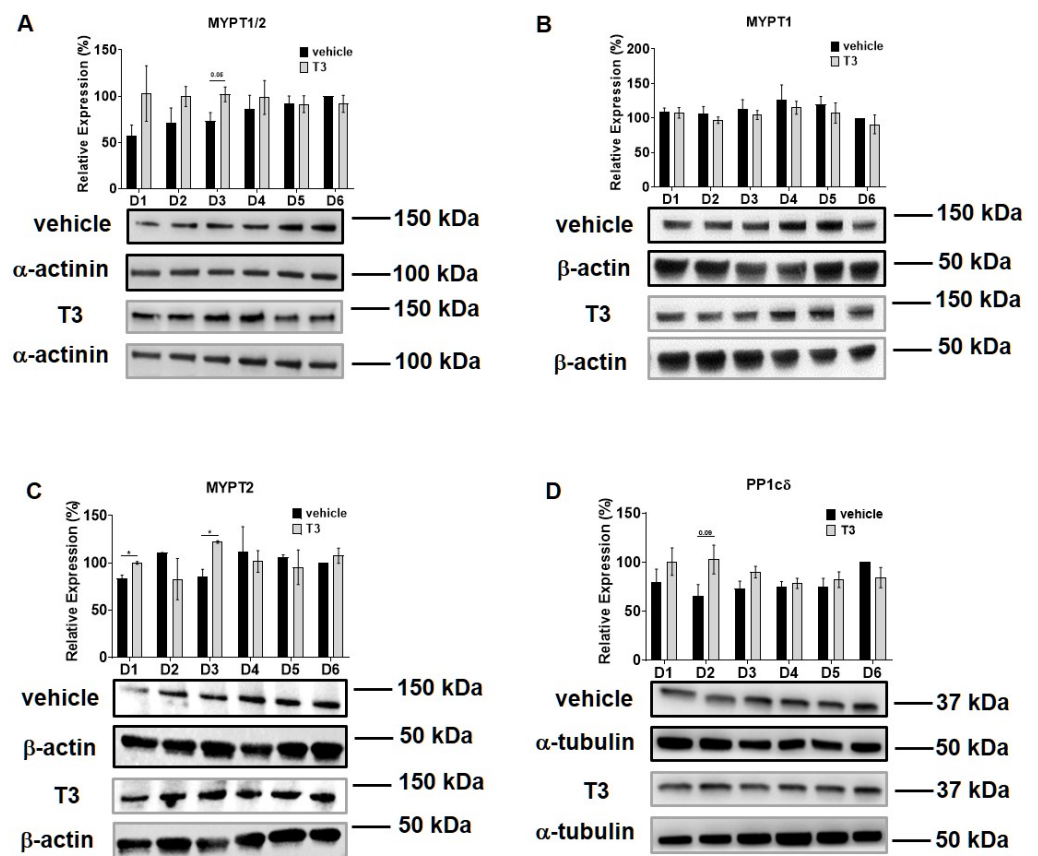 A
MYPT1/2
Relative Expression (%)
150
100
50
0
vehicle
T3
0.05
D1 D2 D3 D4 D5 D6
vehicle
150 kDa
α-actinin
100 kDa
T3
150 kDa
α-actinin
100 kDa
B
MYPT1
Relative Expression (%)
200
150
100
50
0
vehicle
T3
D1 D2 D3 D4 D5 D6
vehicle
150 kDa
β-actin
50 kDa
T3
150 kDa
β-actin
50 kDa
C
MYPT2
Relative Expression (%)
150
100
50
0
vehicle
T3
*
*
D1 D2 D3 D4 D5 D6
vehicle
150 kDa
β-actin
50 kDa
T3
150 kDa
β-actin
50 kDa
D
PP1cδ
Relative Expression (%)
150
100
50
0
vehicle
T3
0.09
D1 D2 D3 D4 D5 D6
vehicle
37 kDa
α-tubulin
50 kDa
T3
37 kDa
α-tubulin
50 kDa